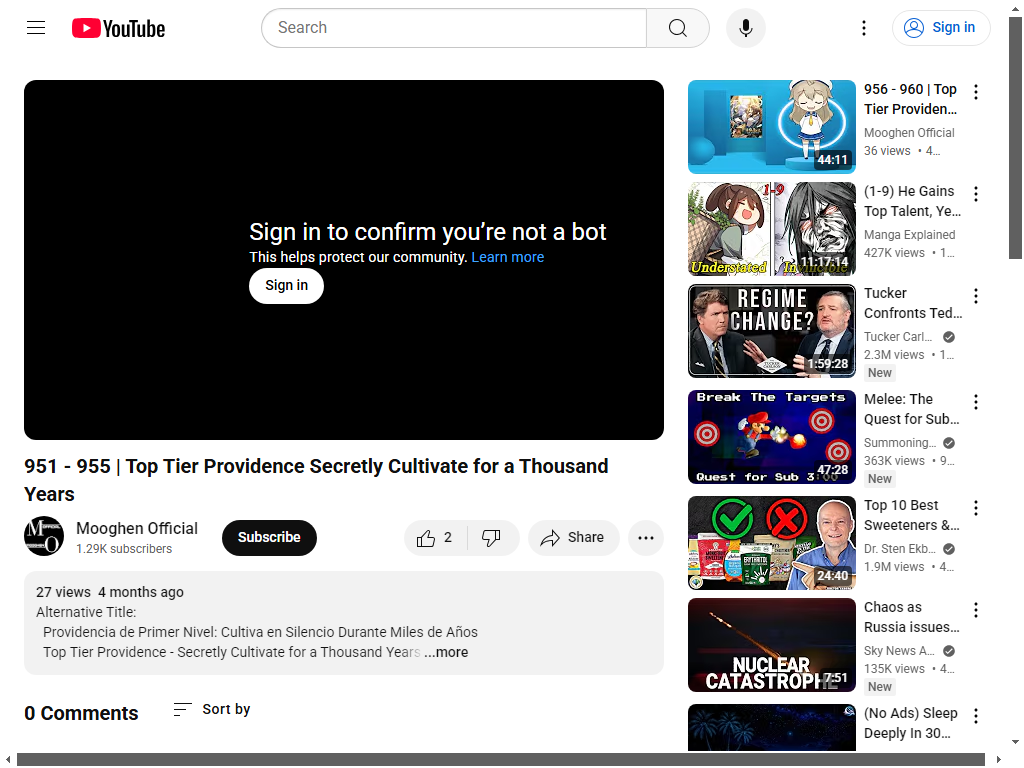 YouTube
Search
Sign in
Sign in to confirm you’re not a bot
This helps protect our community. Learn more
Sign in
951 - 955 | Top Tier Providence Secretly Cultivate for a Thousand
Years
Mooghen Official
1.29K subscribers
Subscribe
2
Share
27 views 4 months ago
Alternative Title:
Providencia de Primer Nivel: Cultiva en Silencio Durante Miles de Años
Top Tier Providence - Secretly Cultivate for a Thousand Years ...more
0 Comments
Sort by
44:11
956 - 960 | Top
Tier Providen...
Mooghen Official
36 views • 4...
1-9
Understated
11:17:14
(1-9) He Gains
Top Talent, Ye...
Manga Explained
427K views • 1...
REGIME
CHANGE?
1:59:28
Tucker
Confronts Ted...
Tucker Carl...
2.3M views • 1...
New
Break The Targets
47:28
Quest for Sub
Melee: The
Quest for Sub...
Summoning...
363K views • 9...
New
24:40
Top 10 Best
Sweeteners &...
Dr. Sten Ekb...
1.9M views • 4...
NUCLEAR
CATASTROPHE
7:51
Chaos as
Russia issues...
Sky News A...
135K views • 4...
New
(No Ads) Sleep
Deeply In 30...